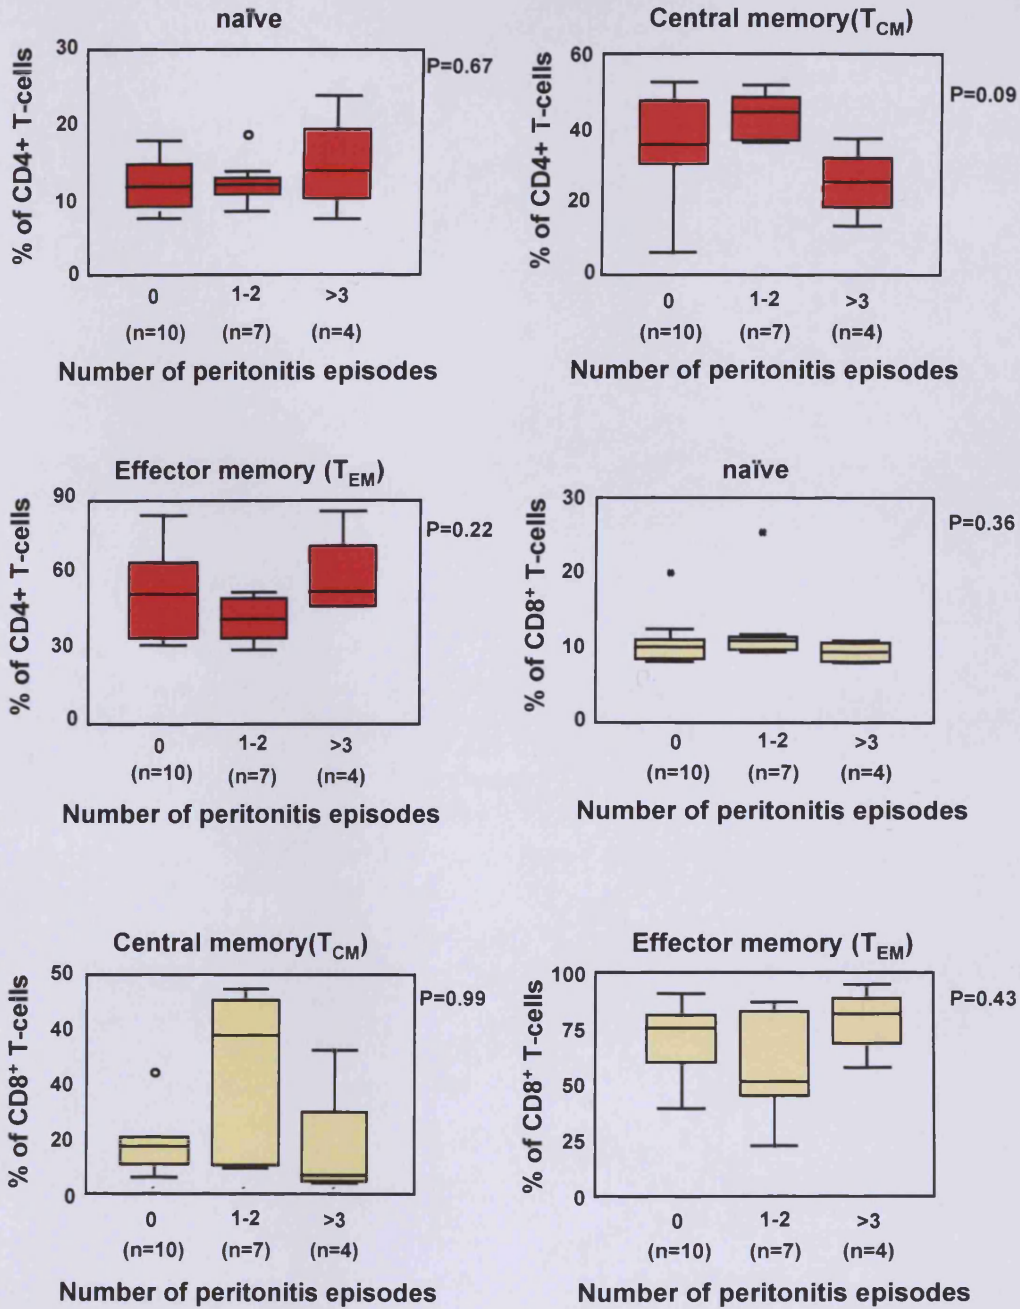 naïve
30
20
10
0
% of CD4+ T-cells
P=0.67
0 1-2 >3
(n=10) (n=7) (n=4)
Number of peritonitis episodes
Central memory(TCM)
60
40
20
0
% of CD4+ T-cells
P=0.09
0 1-2 >3
(n=10) (n=7) (n=4)
Number of peritonitis episodes
Effector memory (TEM)
90
60
30
0
% of CD4+ T-cells
P=0.22
0 1-2 >3
(n=10) (n=7) (n=4)
Number of peritonitis episodes
naïve
30
20
10
0
% of CD8+ T-cells
P=0.36
0 1-2 >3
(n=10) (n=7) (n=4)
Number of peritonitis episodes
Central memory(TCM)
50
40
40
20
0
% of CD8+ T-cells
P=0.99
0 1-2 >3
(n=10) (n=7) (n=4)
Number of peritonitis episodes
Effector memory (TEM)
100
75
50
25
0
% of CD8+ T-cells
P=0.43
0 1-2 >3
(n=10) (n=7) (n=4)
Number of peritonitis episodes